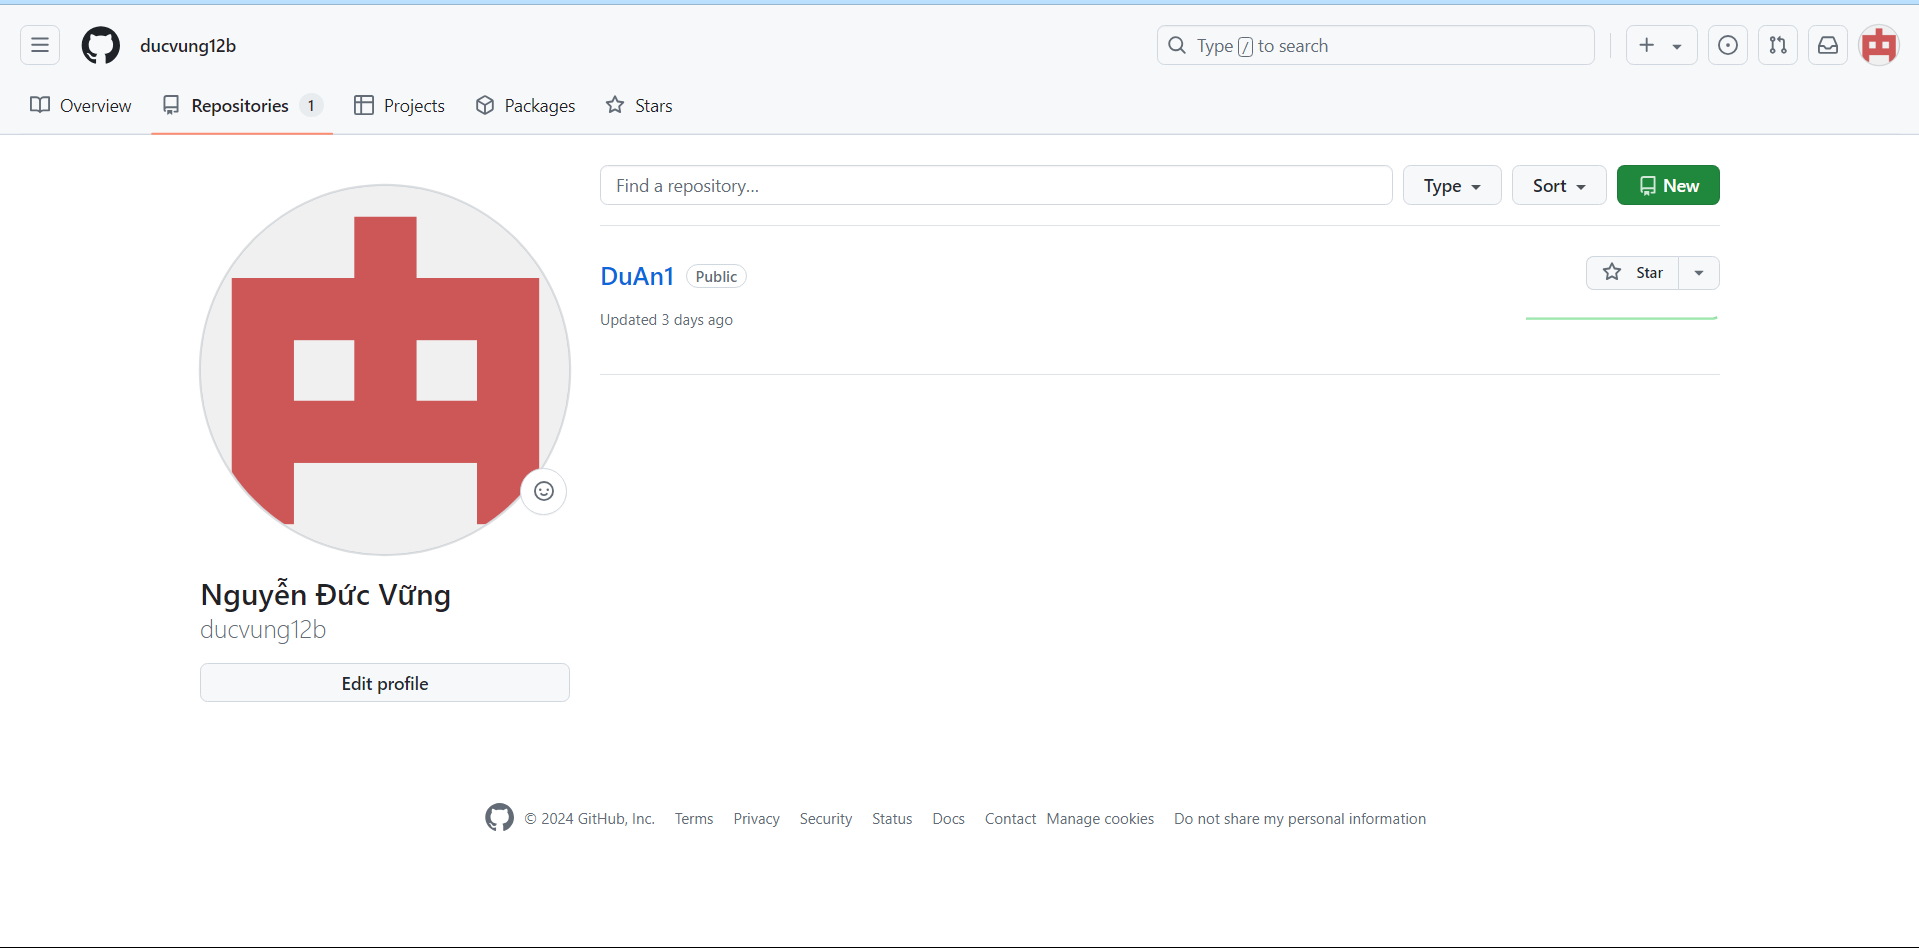 ducvung12b
Type / to search
Overview Repositories 1 Projects Packages Stars
Find a repository...
Type Sort New
DuAn1 Public
Star
Updated 3 days ago
Nguyễn Đức Vững
ducvung12b
Edit profile
© 2024 GitHub, Inc. Terms Privacy Security Status Docs Contact Manage cookies Do not share my personal information